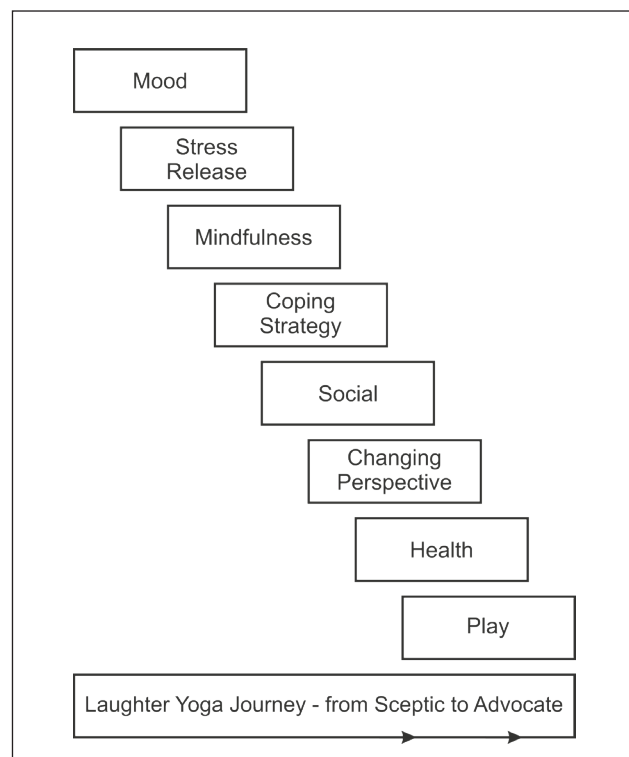 Mood
Stress
Release
Mindfulness
Coping
Strategy
Social
Changing
Perspective
Health
Play
Laughter Yoga Journey - from Sceptic to Advocate